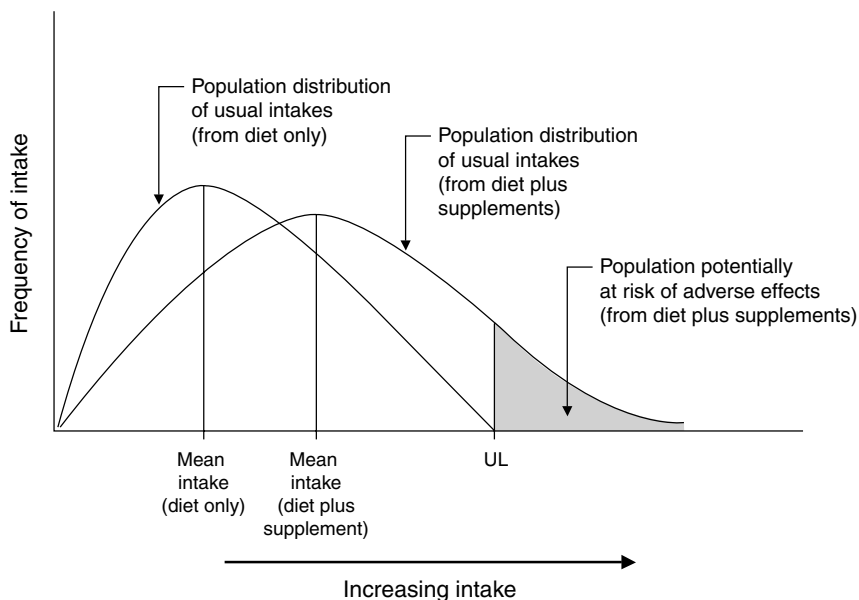 Population distribution
of usual intakes
(from diet only)
Population distribution
of usual intakes
(from diet plus
supplements)
Population potentially
at risk of adverse effects
(from diet plus supplements)
Frequency of intake
Mean
intake
(diet only)
Mean
intake
(diet plus
supplement)
UL
Increasing intake